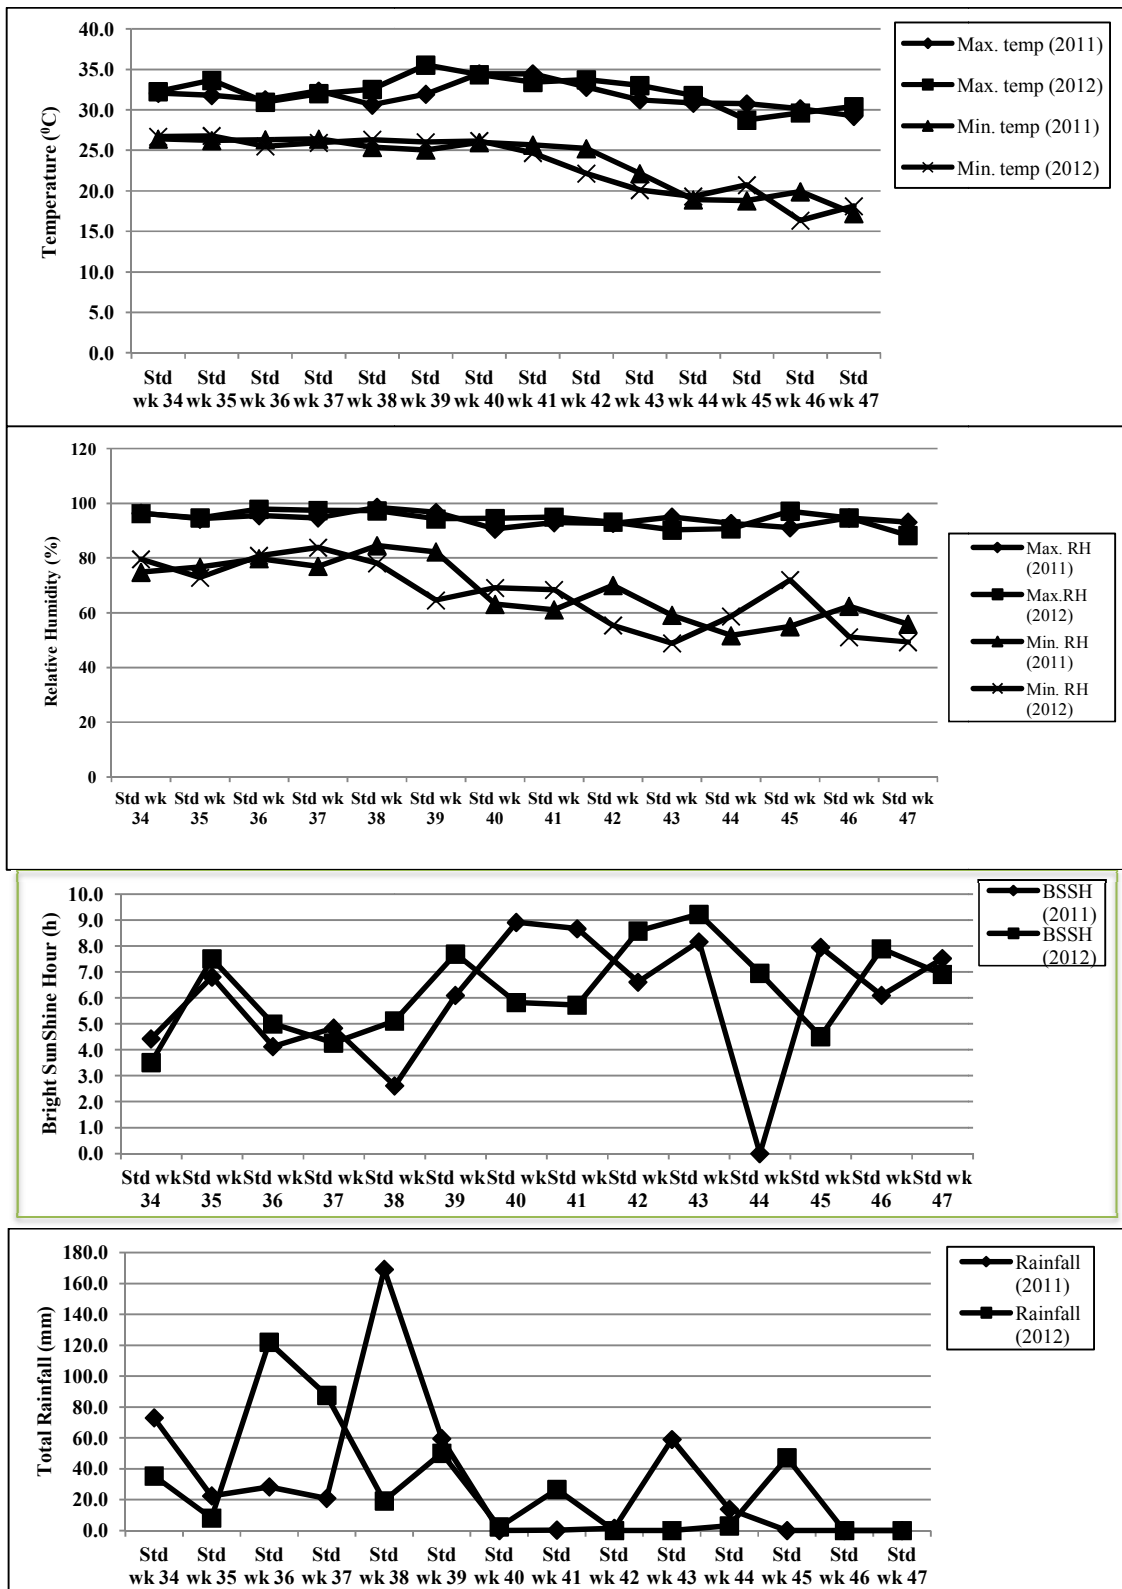 40.0
35.0
30.0
25.0
20.0
15.0
10.0
5.0
0.0
Temperature (⁰C)
Std Std Std Std Std Std Std Std Std Std Std Std Std Std
wk 34 wk 35 wk 36 wk 37 wk 38 wk 39 wk 40 wk 41 wk 42 wk 43 wk 44 wk 45 wk 46 wk 47
Max. temp (2011)
Max. temp (2012)
Min. temp (2011)
Min. temp (2012)
120
100
80
60
40
20
0
Relative Humidity (%)
Std wk Std wk Std wk Std wk Std wk Std wk Std wk Std wk Std wk Std wk Std wk Std wk Std wk Std wk
34 35 36 37 38 39 40 41 42 43 44 45 46 47
Max. RH
(2011)
Max.RH
(2012)
Min. RH
(2011)
Min. RH
(2012)
10.0
9.0
8.0
7.0
6.0
5.0
4.0
3.0
2.0
1.0
0.0
Bright SunShine Hour (h)
Std wk Std wk Std wk Std wk Std wk Std wk Std wk Std wk Std wk Std wk Std wk Std wk Std wk Std wk
34 35 36 37 38 39 40 41 42 43 44 45 46 47
BSSH
(2011)
BSSH
(2012)
180.0
160.0
140.0
120.0
100.0
80.0
60.0
40.0
20.0
0.0
Total Rainfall (mm)
Std Std Std Std Std Std Std Std Std Std Std Std Std Std
wk 34 wk 35 wk 36 wk 37 wk 38 wk 39 wk 40 wk 41 wk 42 wk 43 wk 44 wk 45 wk 46 wk 47
Rainfall
(2011)
Rainfall
(2012)